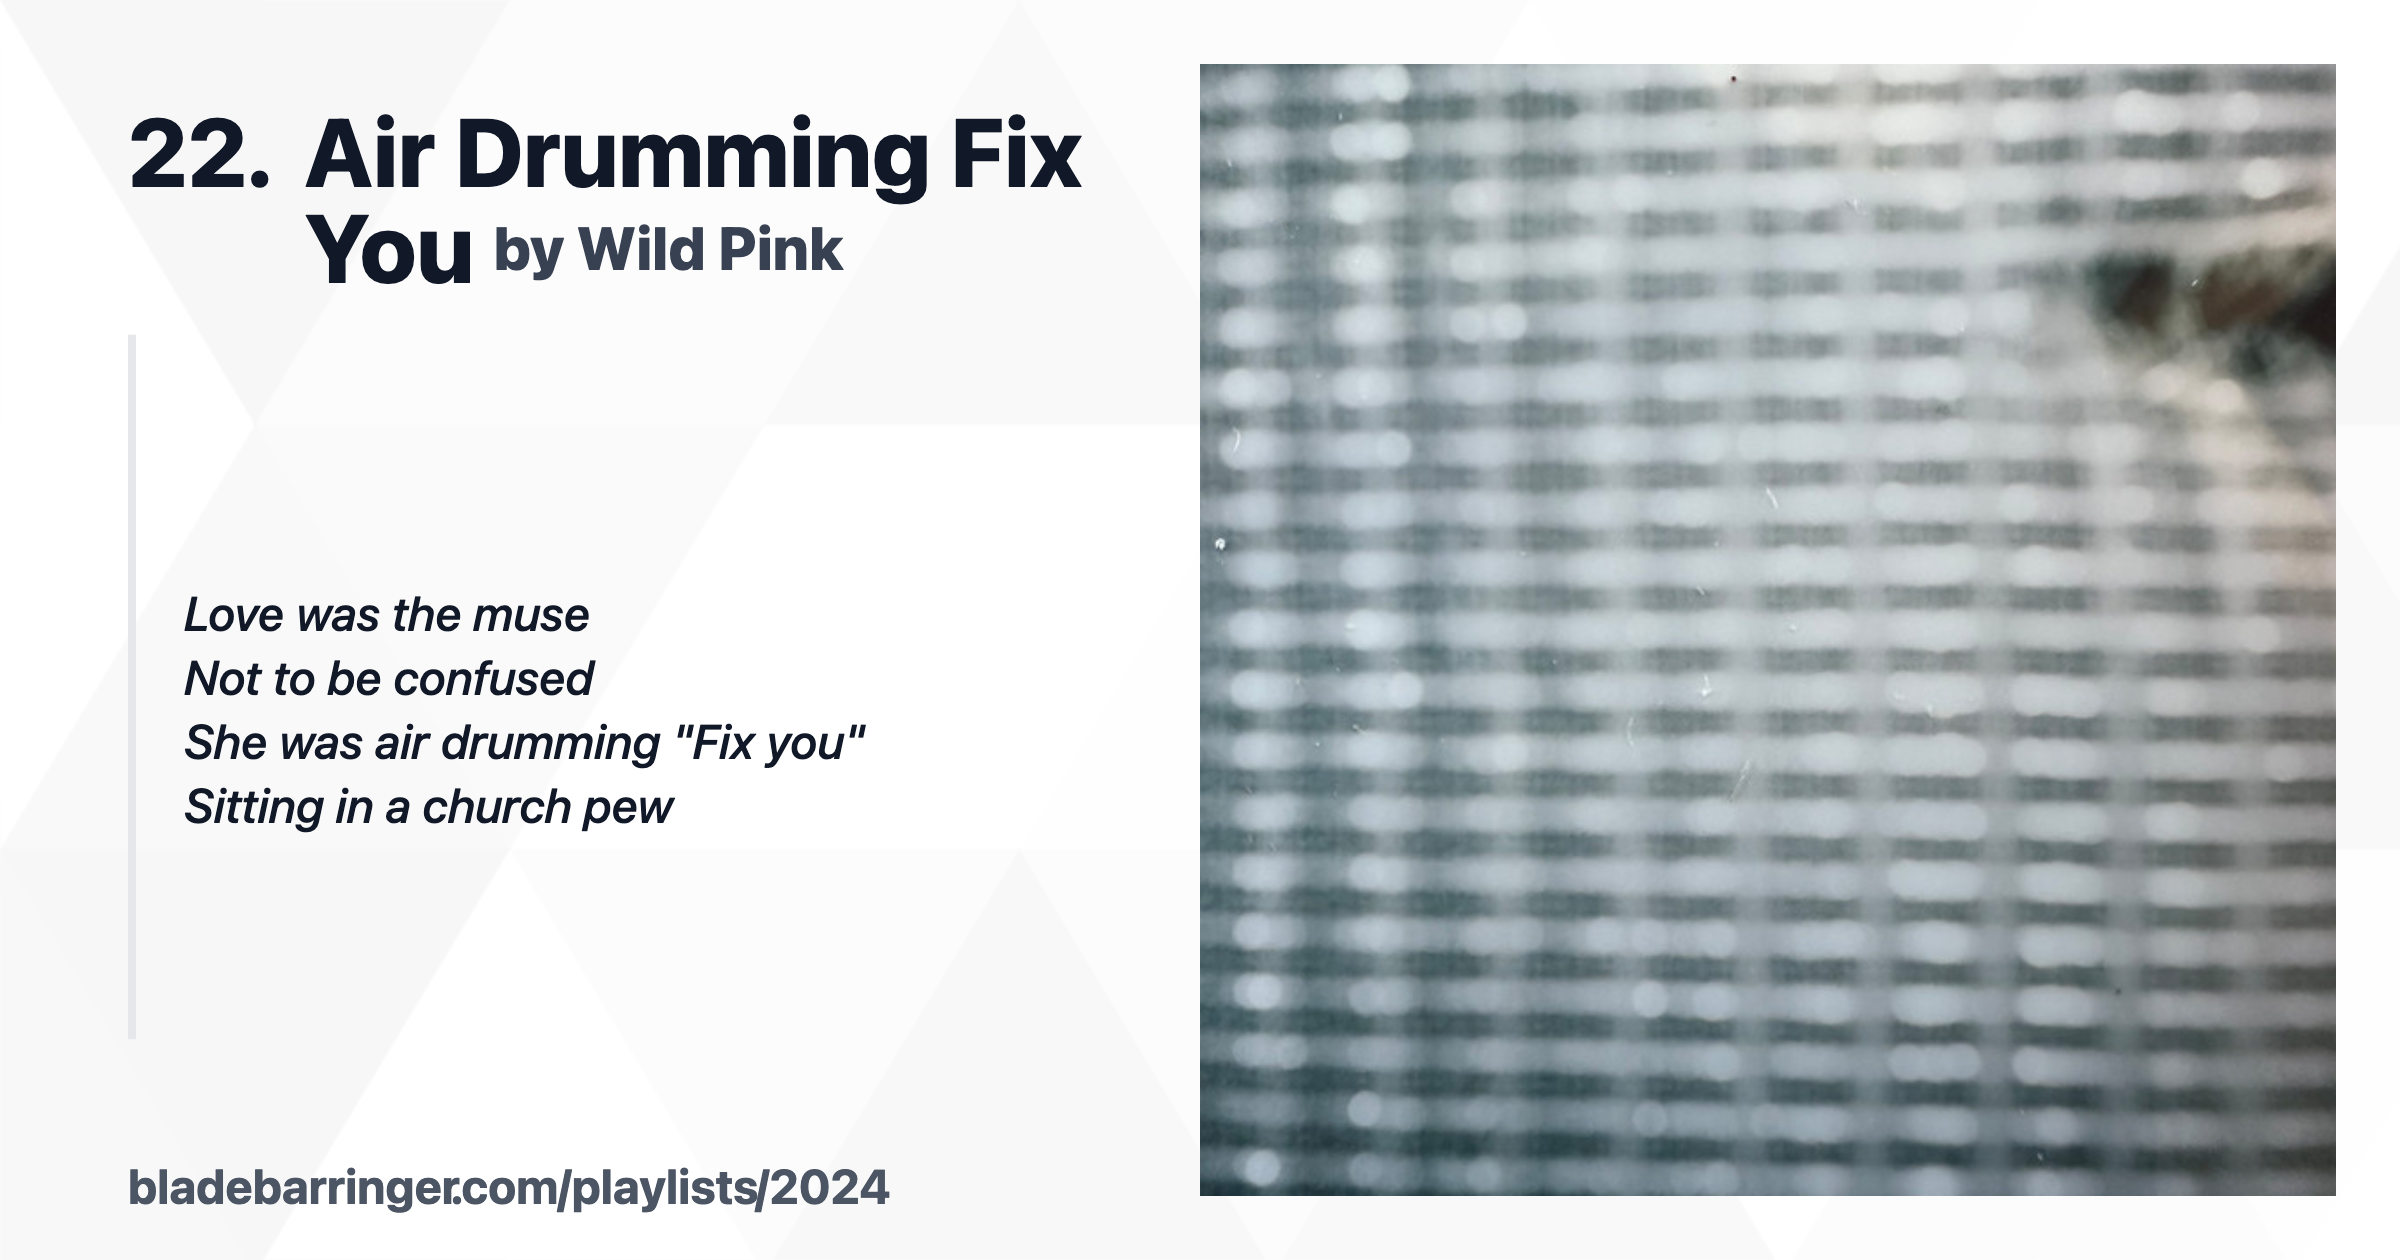 22. Air Drumming Fix
You by Wild Pink
Love was the muse
Not to be confused
She was air drumming "Fix you"
Sitting in a church pew
bladebarringer.com/playlists/2024